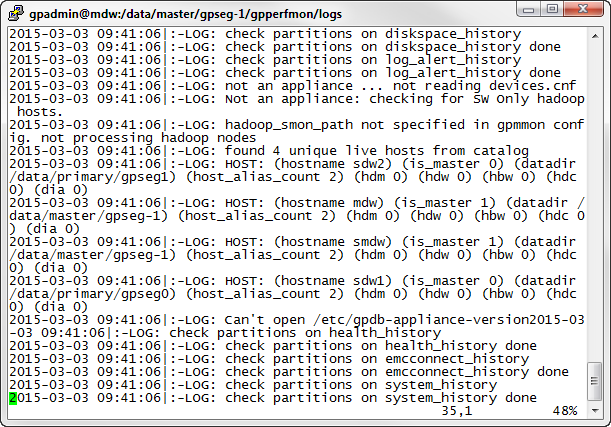 gpadmin@mdw:/data/master/gpseg-1/gpperfmon/logs
2015-03-03 09:41:06|:-LOG: check partitions on diskspace_history
2015-03-03 09:41:06|:-LOG: check partitions on diskspace_history done
2015-03-03 09:41:06|:-LOG: check partitions on log_alert_history
2015-03-03 09:41:06|:-LOG: check partitions on log_alert_history done
2015-03-03 09:41:06|:-LOG: not an appliance ... not reading devices.cnf
2015-03-03 09:41:06|:-LOG: Not an appliance: checking for SW Only hadoop
 hosts.
2015-03-03 09:41:06|:-LOG: hadoop_smon_path not specified in gpmmon conf
ig. not processing hadoop nodes
2015-03-03 09:41:06|:-LOG: found 4 unique live hosts from catalog
2015-03-03 09:41:06|:-LOG: HOST: (hostname sdw2) (is_master 0) (datadir 
/data/primary/gpseg1) (host_alias_count 2) (hdm 0) (hdw 0) (hbw 0) (hdc 
0) (dia 0)
2015-03-03 09:41:06|:-LOG: HOST: (hostname mdw) (is_master 1) (datadir /
data/master/gpseg-1) (host_alias_count 2) (hdm 0) (hdw 0) (hbw 0) (hdc 0
) (dia 0)
2015-03-03 09:41:06|:-LOG: HOST: (hostname smdw) (is_master 1) (datadir 
/data/master/gpseg-1) (host_alias_count 2) (hdm 0) (hdw 0) (hbw 0) (hdc 
0) (dia 0)
2015-03-03 09:41:06|:-LOG: HOST: (hostname sdw1) (is_master 0) (datadir 
/data/primary/gpseg0) (host_alias_count 2) (hdm 0) (hdw 0) (hbw 0) (hdc 
0) (dia 0)
2015-03-03 09:41:06|:-LOG: Can't open /etc/gpdb-appliance-version2015-03
-03 09:41:06|:-LOG: check partitions on health_history
2015-03-03 09:41:06|:-LOG: check partitions on health_history done
2015-03-03 09:41:06|:-LOG: check partitions on emcconnect_history
2015-03-03 09:41:06|:-LOG: check partitions on emcconnect_history done
2015-03-03 09:41:06|:-LOG: check partitions on system_history
2015-03-03 09:41:06|:-LOG: check partitions on system_history done
35,1 48%